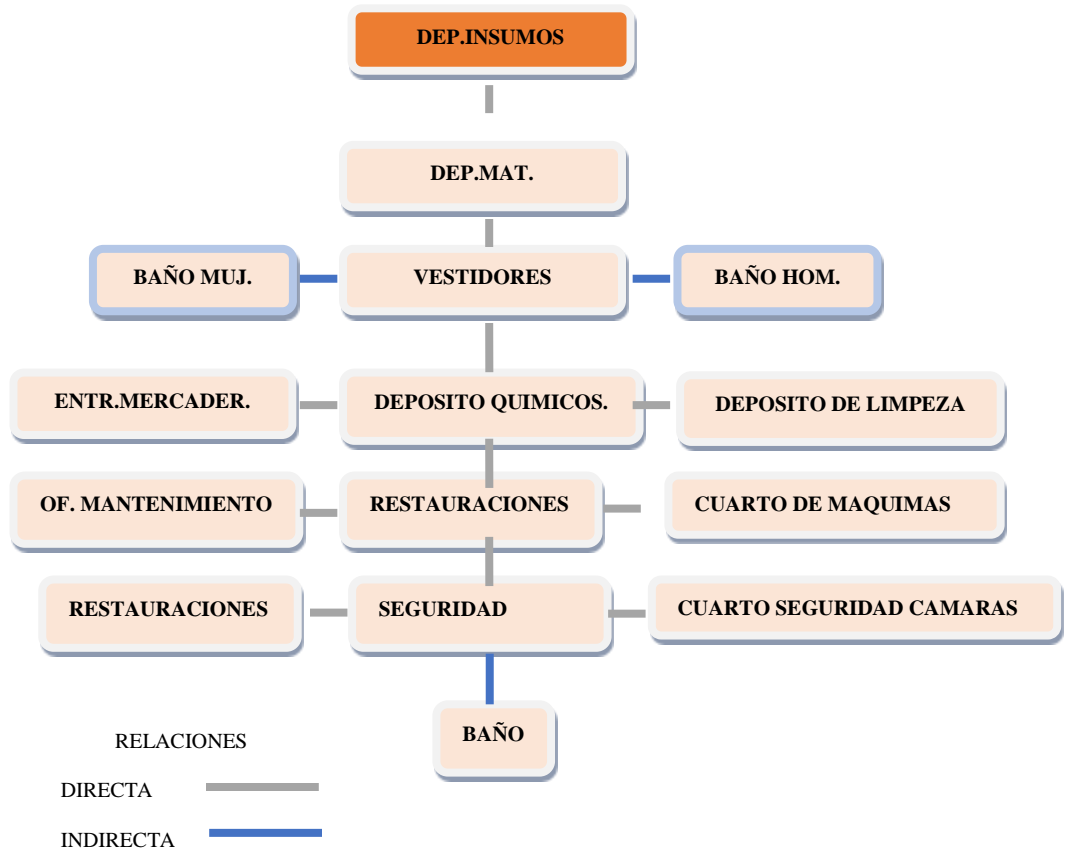 DEP.INSUMOS
DEP.MAT.
BAÑO MUJ.
VESTIDORES
BAÑO HOM.
ENTR.MERCADER.
DEPOSITO QUIMICOS.
DEPOSITO DE LIMPEZA
OF. MANTENIMIENTO
RESTAURACIONES
CUARTO DE MAQUIMAS
RESTAURACIONES
SEGURIDAD
CUARTO SEGURIDAD CAMARAS
BAÑO
RELACIONES
DIRECTA
INDIRECTA